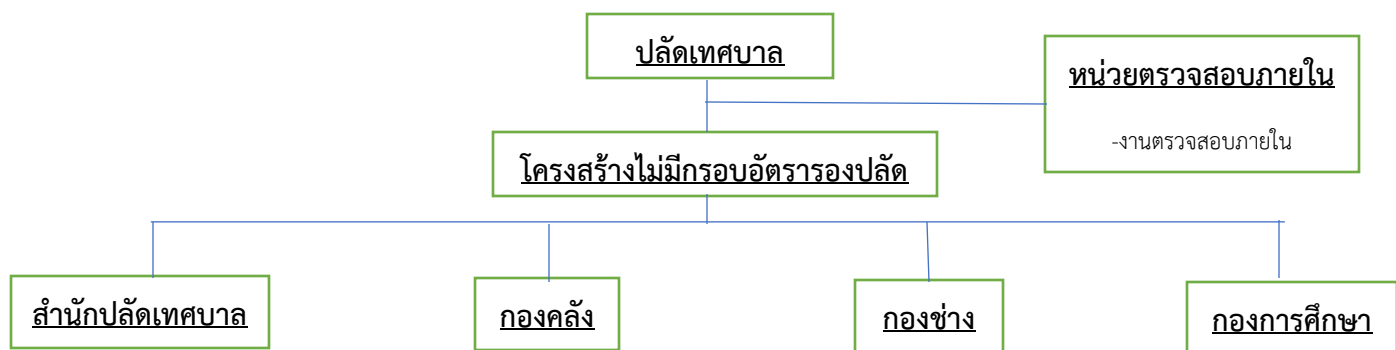 ปลัดเทศบาล
หน่วยตรวจสอบภายใน
-งานตรวจสอบภายใน
โครงสร้างไม่มีกรอบอัตรารองปลัด
สำนักปลัดเทศบาล
กองคลัง
กองช่าง
กองการศึกษา